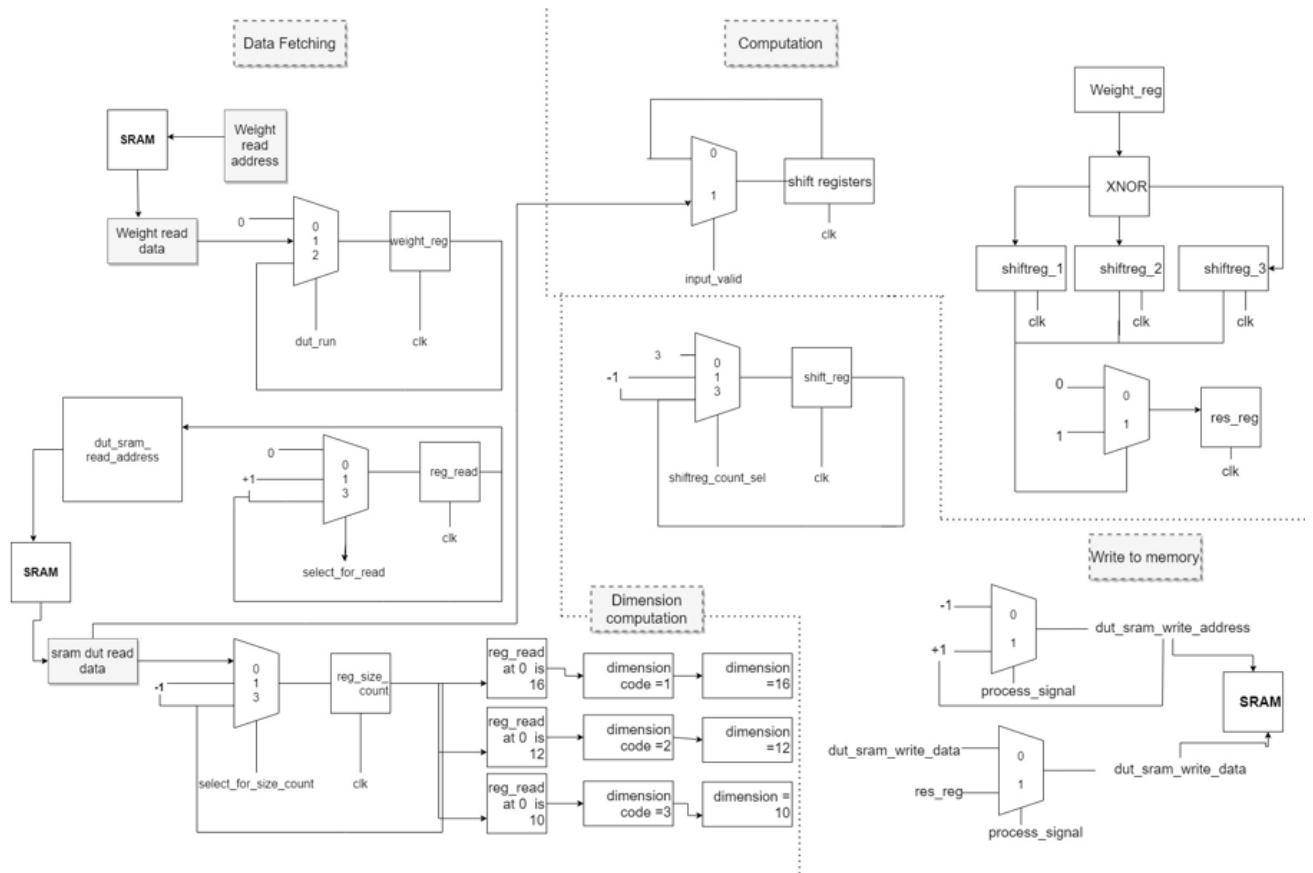 Data Fetching
SRAM
Weight
read
address
Weight read
data
0
0
1
2
weight_reg
dut_run
clk
dut_sram_
read_address
0
+1
0
1
3
reg_read
clk
select_for_read
SRAM
sram dut read
data
-1
0
1
3
reg_size_
count
select_for_size_count
clk
Computation
0
1
shift registers
clk
input_valid
3
-1
0
1
3
shift_reg
shiftreg_count_sel
clk
Weight_reg
XNOR
shiftreg_1
shiftreg_2
shiftreg_3
clk
clk
clk
0
1
0
1
res_reg
clk
Dimension
computation
reg_read
at 0 is
16
dimension
code =1
dimension
=16
reg_read
at 0 is
12
dimension
code =2
dimension
=12
reg_read
at 0 is
10
dimension
code =3
dimension =
10
Write to memory
-1
+1
0
1
dut_sram_write_address
process_signal
SRAM
dut_sram_write_data
res_reg
0
1
dut_sram_write_data
process_signal